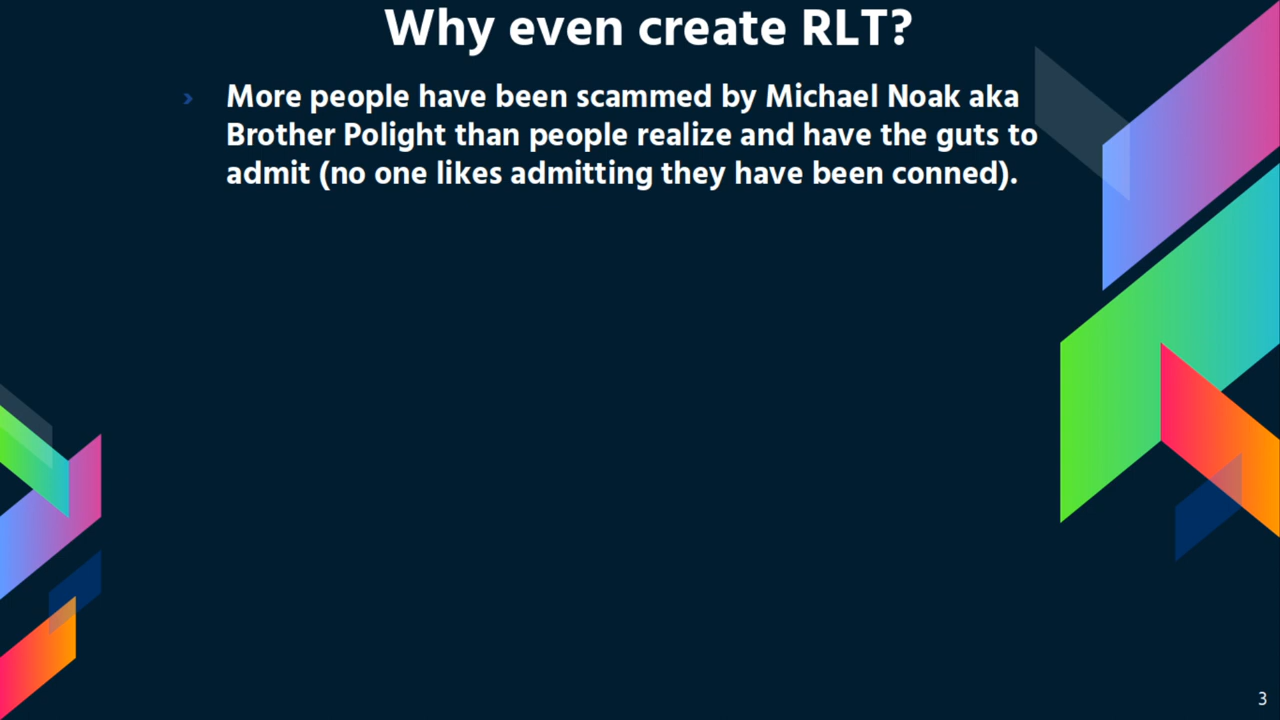 Why even create RLT?
› More people have been scammed by Michael Noak aka
Brother Polight than people realize and have the guts to
admit (no one likes admitting they have been conned).
3